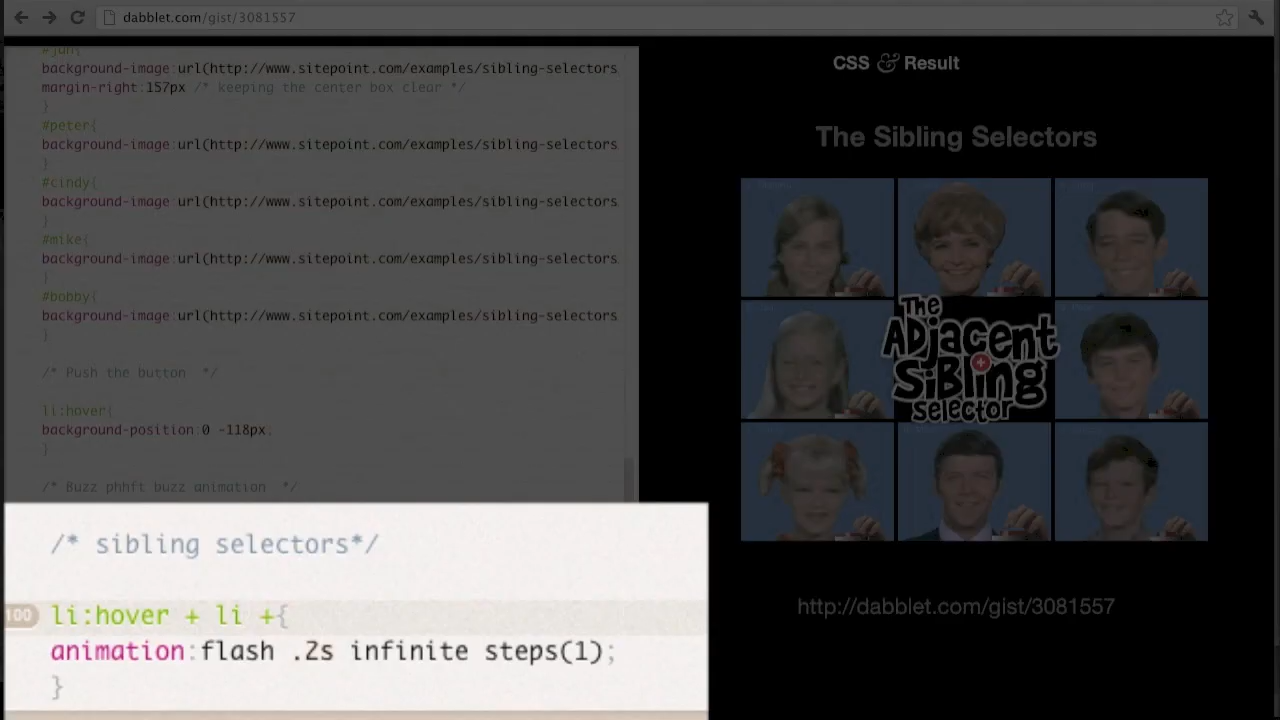 dabblet.com/gist/3081557
#jan{
background-image:url(http://www.sitepoint.com/examples/sibling-selectors
margin-right:157px /* keeping the center box clear */
}
#peter{
background-image:url(http://www.sitepoint.com/examples/sibling-selectors
}
#cindy{
background-image:url(http://www.sitepoint.com/examples/sibling-selectors
}
#mike{
background-image:url(http://www.sitepoint.com/examples/sibling-selectors
}
#bobby{
background-image:url(http://www.sitepoint.com/examples/sibling-selectors
}
/* Push the button */
li:hover{
background-position:0 -118px;
}
/* Buzz phhft buzz animation */
/* sibling selectors*/
100 li:hover + li +{
animation:flash .2s infinite steps(1);
}
CSS & Result
The Sibling Selectors
The
Adjacent
Sibling
Selector
http://dabblet.com/gist/3081557